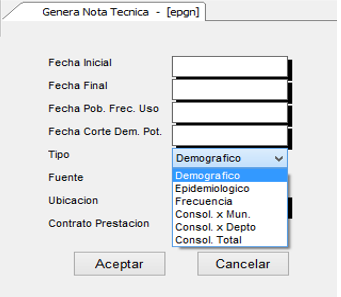 Genera Nota Tecnica - [epgn]
Fecha Inicial
Fecha Final
Fecha Pob. Frec. Uso
Fecha Corte Dem. Pot.
Tipo
Demografico
Fuente
Demografico
Epidemiologico
Frecuencia
Consol. x Mun.
Consol. x Depto
Consol. Total
Ubicacion
Contrato Prestacion
Aceptar
Cancelar